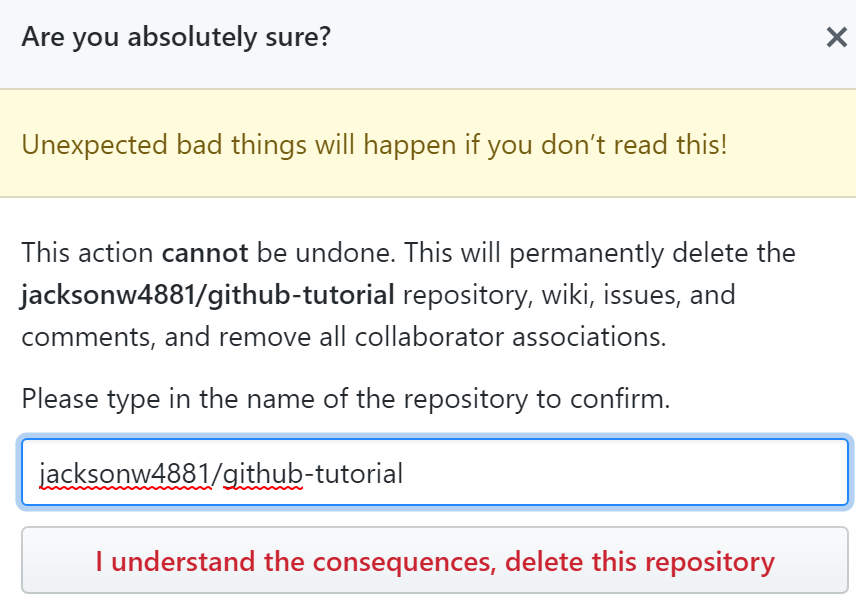 Are you absolutely sure?
Unexpected bad things will happen if you don’t read this!
This action cannot be undone. This will permanently delete the
jacksonw4881/github-tutorial repository, wiki, issues, and
comments, and remove all collaborator associations.
Please type in the name of the repository to confirm.
jacksonw4881/github-tutorial
I understand the consequences, delete this repository